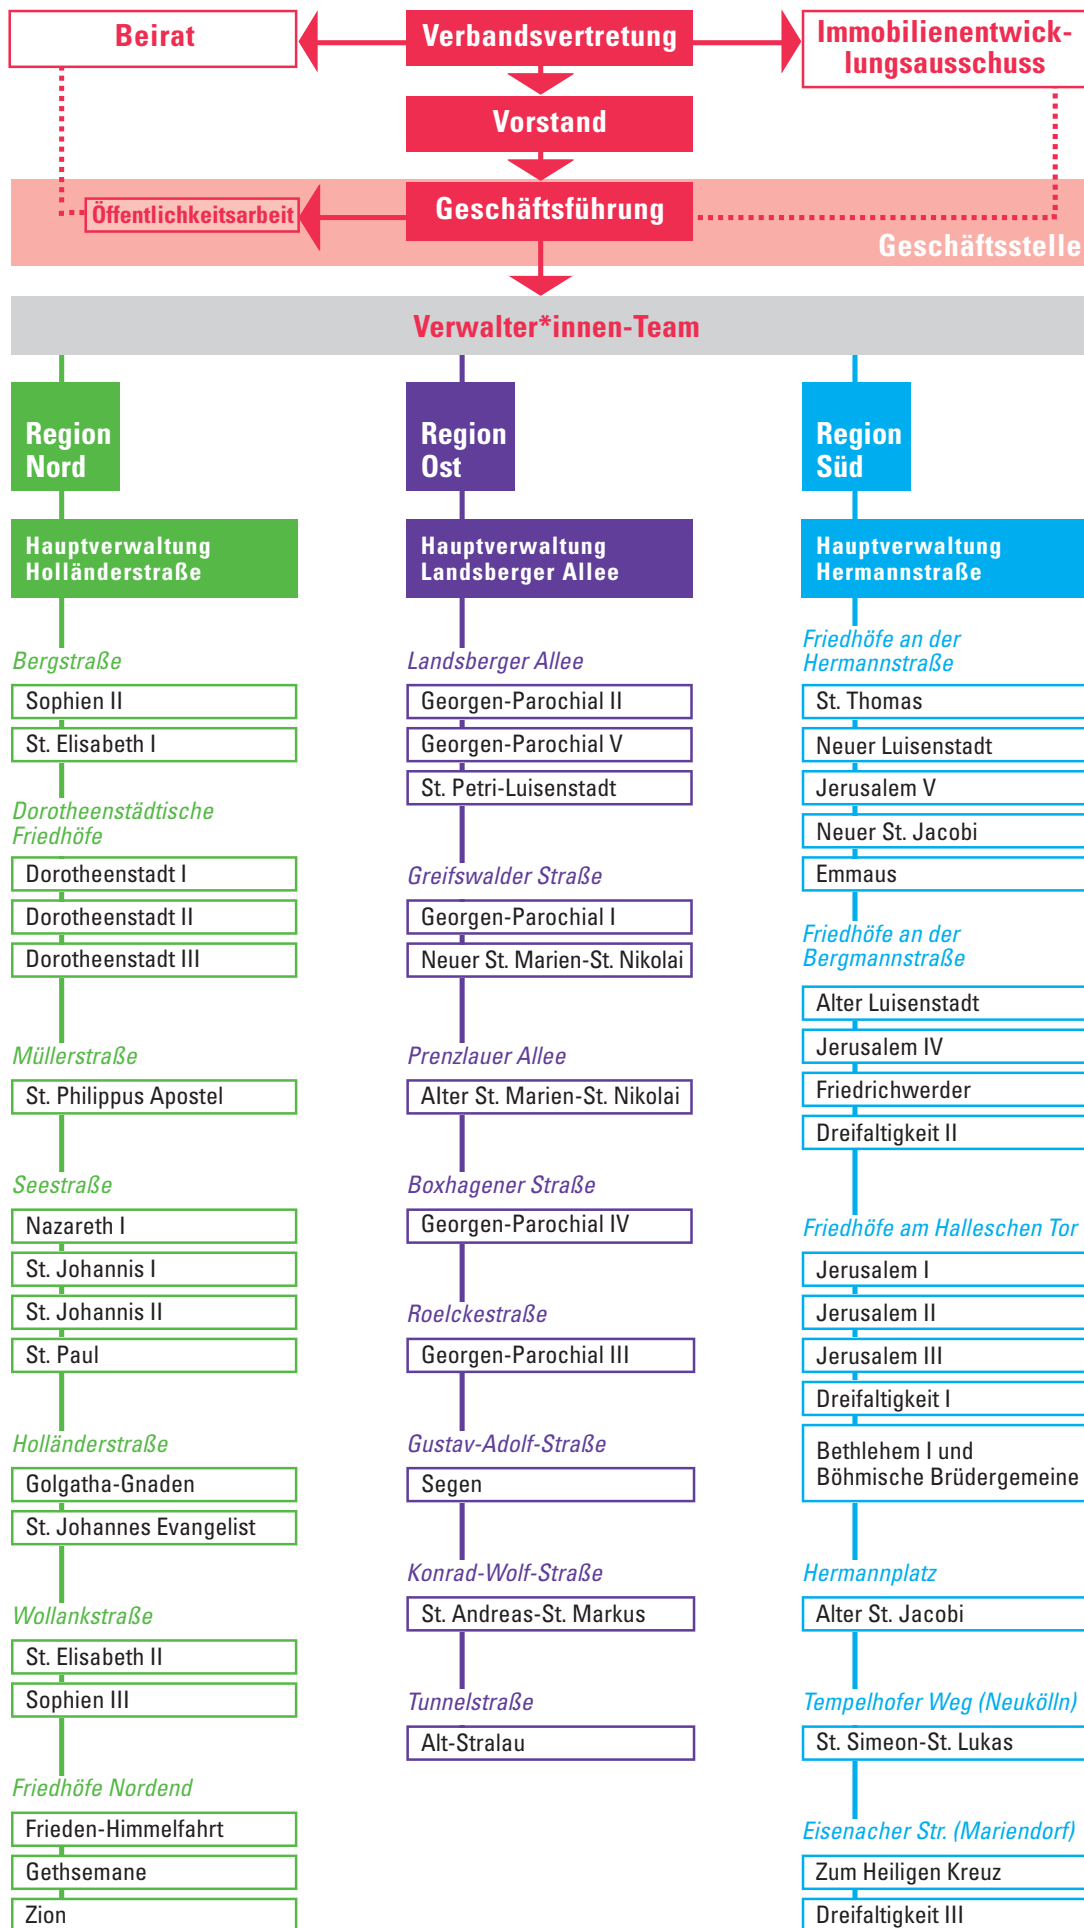 Beirat
Verbandsvertretung
Immobilienentwick-
lungsausschuss
Vorstand
Öffentlichkeitsarbeit
Geschäftsführung
Geschäftsstelle
Verwalter*innen-Team
Region
Nord
Hauptverwaltung
Holländerstraße
Bergstraße
Sophien II
St. Elisabeth I
Dorotheenstädtische
Friedhöfe
Dorotheenstadt I
Dorotheenstadt II
Dorotheenstadt III
Müllerstraße
St. Philippus Apostel
Seestraße
Nazareth I
St. Johannis I
St. Johannis II
St. Paul
Holländerstraße
Golgatha-Gnaden
St. Johannes Evangelist
Wollankstraße
St. Elisabeth II
Sophien III
Friedhöfe Nordend
Frieden-Himmelfahrt
Gethsemane
Zion
Region
Ost
Hauptverwaltung
Landsberger Allee
Landsberger Allee
Georgen-Parochial II
Georgen-Parochial V
St. Petri-Luisenstadt
Greifswalder Straße
Georgen-Parochial I
Neuer St. Marien-St. Nikolai
Prenzlauer Allee
Alter St. Marien-St. Nikolai
Boxhagener Straße
Georgen-Parochial IV
Roelckestraße
Georgen-Parochial III
Gustav-Adolf-Straße
Segen
Konrad-Wolf-Straße
St. Andreas-St. Markus
Tunnelstraße
Alt-Stralau
Region
Süd
Hauptverwaltung
Hermannstraße
Friedhöfe an der
Hermannstraße
St. Thomas
Neuer Luisenstadt
Jerusalem V
Neuer St. Jacobi
Emmaus
Friedhöfe an der
Bergmannstraße
Alter Luisenstadt
Jerusalem IV
Friedrichwerder
Dreifaltigkeit II
Friedhöfe am Halleschen Tor
Jerusalem I
Jerusalem II
Jerusalem III
Dreifaltigkeit I
Bethlehem I und
Böhmische Brüdergemeine
Hermannplatz
Alter St. Jacobi
Tempelhofer Weg (Neukölln)
St. Simeon-St. Lukas
Eisenacher Str. (Mariendorf)
Zum Heiligen Kreuz
Dreifaltigkeit III